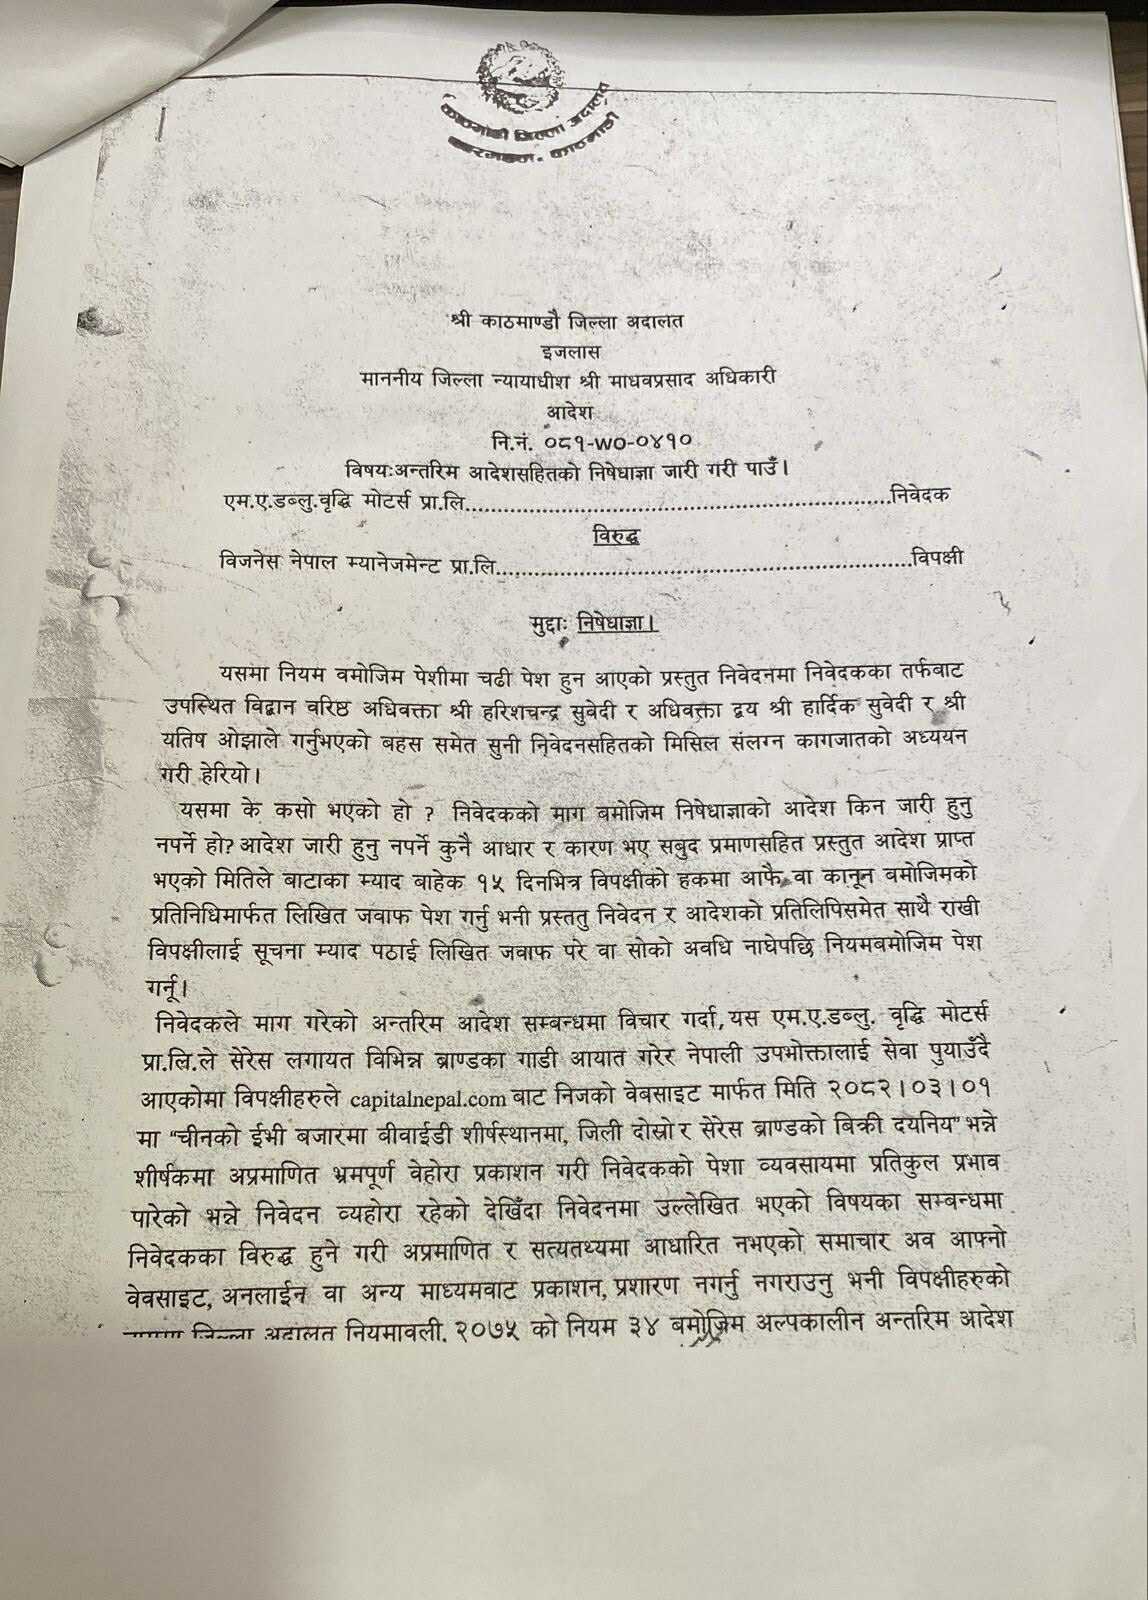 काठमाडौं जिल्ला अदालत
बबरमहल, काठमाडौं
श्री काठमाण्डौ जिल्ला अदालत
इजलास
माननीय जिल्ला न्यायाधीश श्री माधवप्रसाद अधिकारी
आदेश
नि.नं. ०८१-WO-०४१०
विषय:अन्तरिम आदेशसहितको निषेधाज्ञा जारी गरी पाउँ।
एम.ए.डब्लु.वृद्धि मोटर्स प्रा.लि..................................................................निवेदक
विरुद्ध
विजनेस नेपाल म्यानेजमेन्ट प्रा.लि..................................................................विपक्षी
मुद्दाः निषेधाज्ञा।
यसमा नियम वमोजिम पेशीमा चढी पेश हुन आएको प्रस्तुत निवेदनमा निवेदकका तर्फबाट
उपस्थित विद्वान वरिष्ठ अधिवक्ता श्री हरिशचन्द्र सुवेदी र अधिवक्ता द्वय श्री हार्दिक सुवेदी र श्री
यतिष ओझाले गर्नुभएको बहस समेत सुनी निवेदनसहितको मिसिल संलग्न कागजातको अध्ययन
गरी हेरियो।
यसमा के कसो भएको हो ? निवेदकको माग बमोजिम निषेधाज्ञाको आदेश किन जारी हुनु
नपर्ने हो? आदेश जारी हुनु नपर्ने कुनै आधार र कारण भए सबुद प्रमाणसहित प्रस्तुत आदेश प्राप्त
भएको मितिले बाटाका म्याद बाहेक १५ दिनभित्र विपक्षीको हकमा आफै वा कानून बमोजिमको
प्रतिनिधिमार्फत लिखित जवाफ पेश गर्नु भनी प्रस्ततु निवेदन र आदेशको प्रतिलिपिसमेत साथै राखी
विपक्षीलाई सूचना म्याद पठाई लिखित जवाफ परे वा सोको अवधि नाघेपछि नियमबमोजिम पेश
गर्नू।
निवेदकले माग गरेको अन्तरिम आदेश सम्बन्धमा विचार गर्दा, यस एम.ए.डब्लु. वृद्धि मोटर्स
प्रा.लि.ले सेरेस लगायत विभिन्न ब्राण्डका गाडी आयात गरेर नेपाली उपभोक्तालाई सेवा पुयाउँदै
आएकोमा विपक्षीहरुले capitalnepal.com बाट निजको वेबसाइट मार्फत मिति २०८२।०३।०१
मा "चीनको ईभी बजारमा वीवाईडी शीर्षस्थानमा, जिली दोस्रो र सेरेस ब्राण्डको बिक्री दयनिय" भन्ने
शीर्षकमा अप्रमाणित भ्रमपूर्ण वेहोरा प्रकाशन गरी निवेदकको पेशा व्यवसायमा प्रतिकुल प्रभाव
पारेको भन्ने निवेदन व्यहोरा रहेको देखिँदा निवेदनमा उल्लेखित भएको विषयका सम्बन्धमा
निवेदकका विरुद्ध हुने गरी अप्रमाणित र सत्यतथ्यमा आधारित नभएको समाचार अव आफ्नो
वेवसाइट, अनलाईन वा अन्य माध्यमवाट प्रकाशन, प्रशारण नगर्नु नगराउनु भनी विपक्षीहरुको
जिल्ला अदालत नियमावली, २०७५ को नियम ३४ बमोजिम अल्पकालीन अन्तरिम आदेश